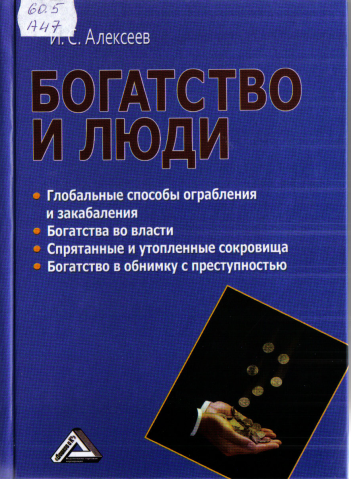 60.5
А47
И. С. Алексеев
БОГАТСТВО
И ЛЮДИ
• Глобальные способы ограбления
и закабаления
• Богатства во власти
• Спрятанные и утопленные сокровища
• Богатство в обнимку с преступностью